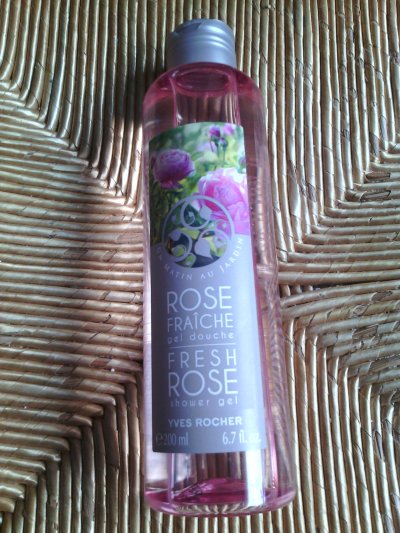 UN MATIN AU JARDIN
ROSE
FRAÎCHE
gel douche
FRESH
ROSE
shower gel
YVES ROCHER
e 200 ml 6.7 fl. oz.